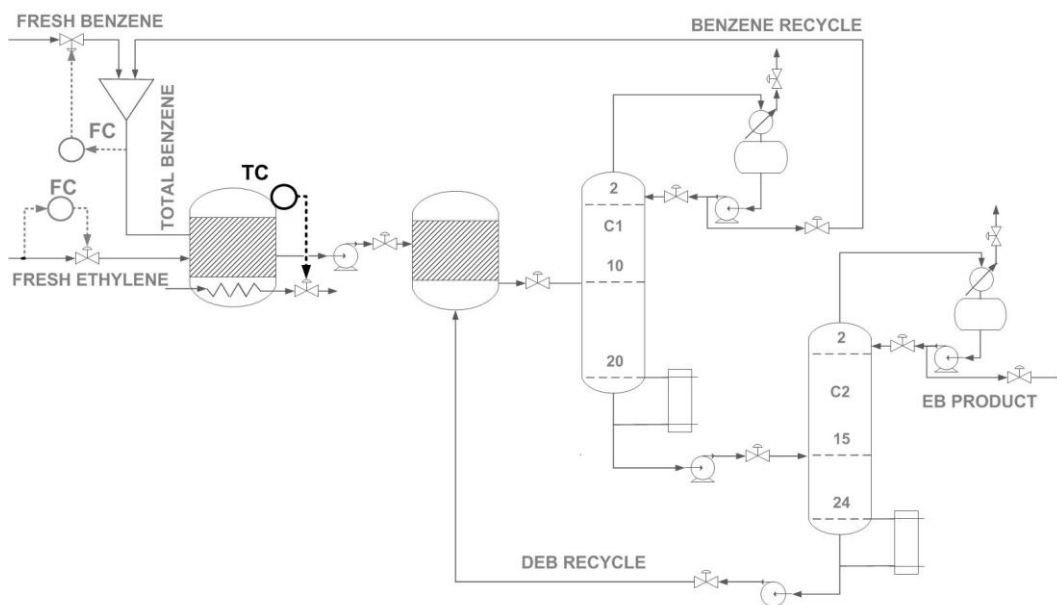 FRESH BENZENE
BENZENE RECYCLE
FC
TOTAL BENZENE
TC
FC
2
C1
FRESH ETHYLENE
10
2
20
EB PRODUCT
C2
15
24
DEB RECYCLE